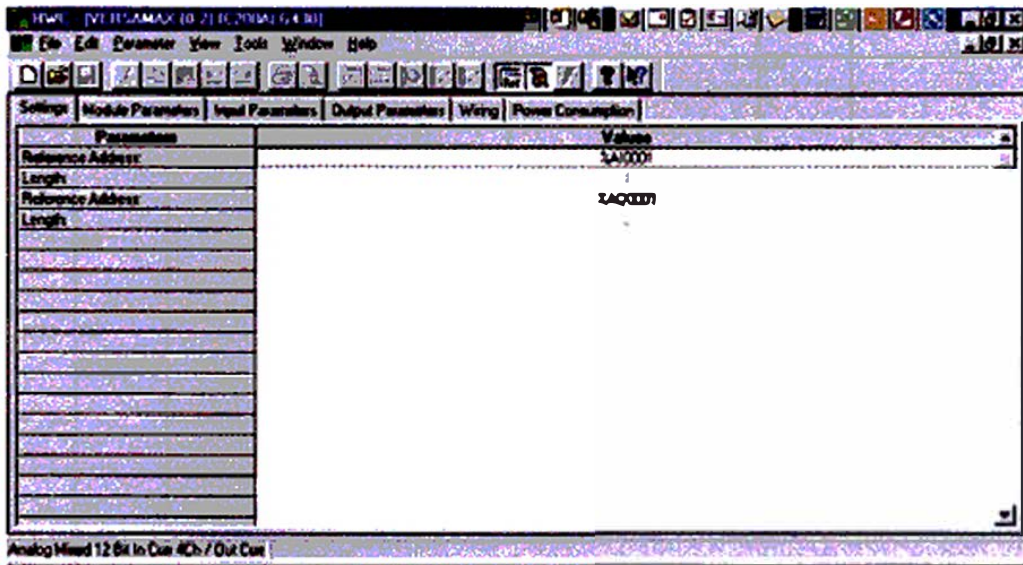 HWC - [VERSAMAX (0.2) IC200ALG430]
File Edit Parameter View Tools Window Help
Settings Module Parameters Input Parameters Output Parameters Wiring Power Consumption
Parameters Values
Reference Address: %AI0001
Length:
Reference Address: %AQ0001
Length:
Analog Mixed 12 Bit In Curr 4Ch / Out Curr